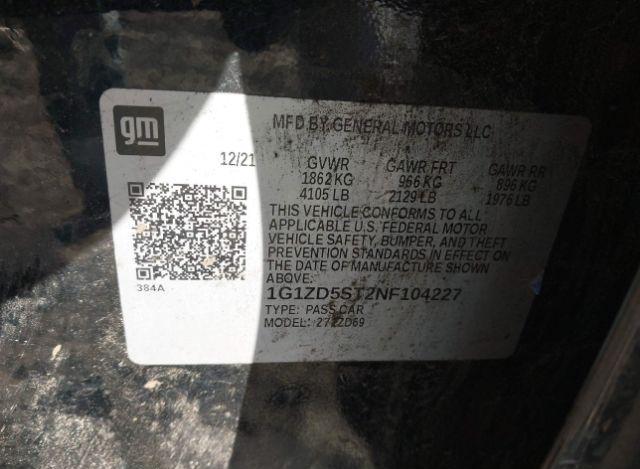 gm
MFD BY GENERAL MOTORS LLC
12/21
GVWR GAWR FRT GAWR RR
1862 KG 966 KG 896 KG
4105 LB 2129 LB 1976 LB
THIS VEHICLE CONFORMS TO ALL
APPLICABLE U.S. FEDERAL MOTOR
VEHICLE SAFETY, BUMPER, AND THEFT
PREVENTION STANDARDS IN EFFECT ON
THE DATE OF MANUFACTURE SHOWN
ABOVE.
384A
1G1ZD5ST2NF104227
TYPE: PASS CAR
MODEL: 272ZD69